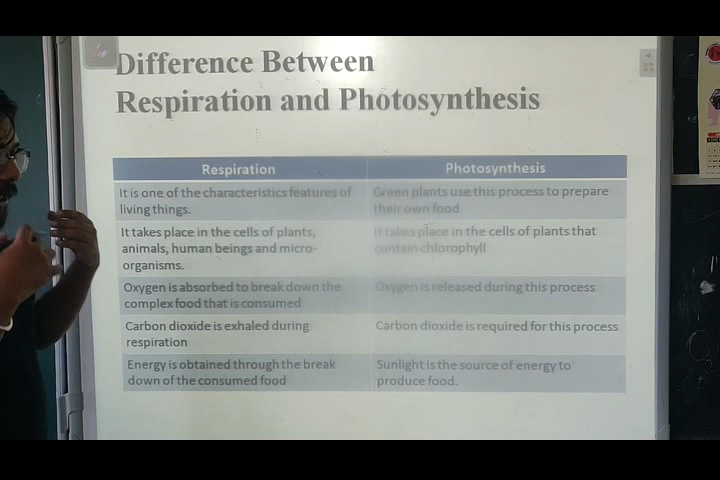 Difference Between
Respiration and Photosynthesis
Respiration
Photosynthesis
It is one of the characteristics features of
living things.
Green plants use this process to prepare
their own food
It takes place in the cells of plants,
animals, human beings and micro-
organisms.
It takes place in the cells of plants that
contain chlorophyll
Oxygen is absorbed to break down the
complex food that is consumed
Oxygen is released during this process
Carbon dioxide is exhaled during
respiration
Carbon dioxide is required for this process
Energy is obtained through the break
down of the consumed food
Sunlight is the source of energy to
produce food.